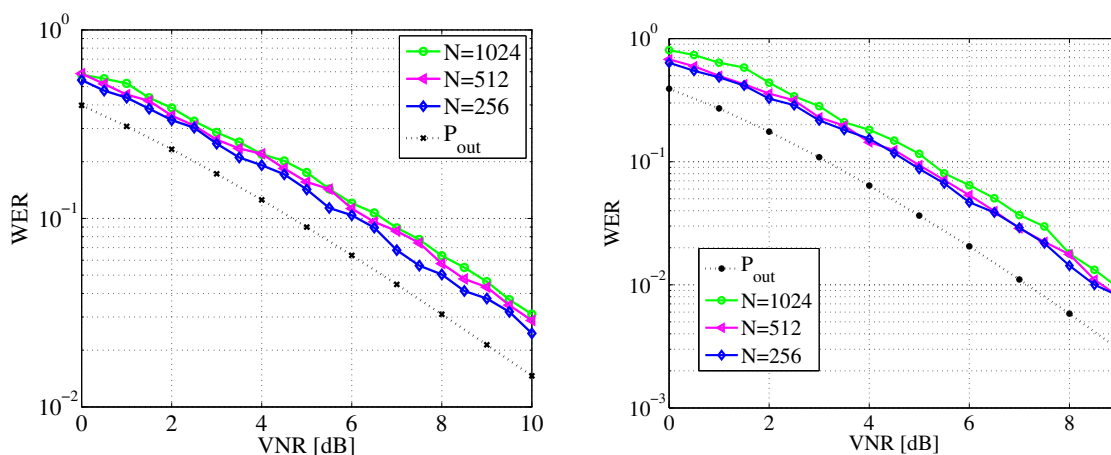 10^0
10^-1
10^-2
WER
0
2
4
6
8
10
VNR [dB]
N=1024
N=512
N=256
P_out
10^0
10^-1
10^-2
10^-3
WER
0
2
4
6
8
VNR [dB]
P_out
N=1024
N=512
N=256